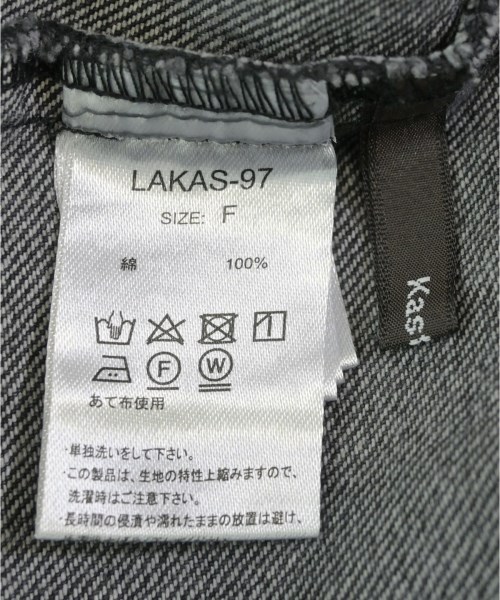 LAKAS-97
SIZE: F
綿 100%
F W
あて布使用
・単独洗いをして下さい。
・この製品は、生地の特性上縮みますので、
洗濯時はご注意下さい。
・長時間の浸漬や濡れたままの放置は避け、